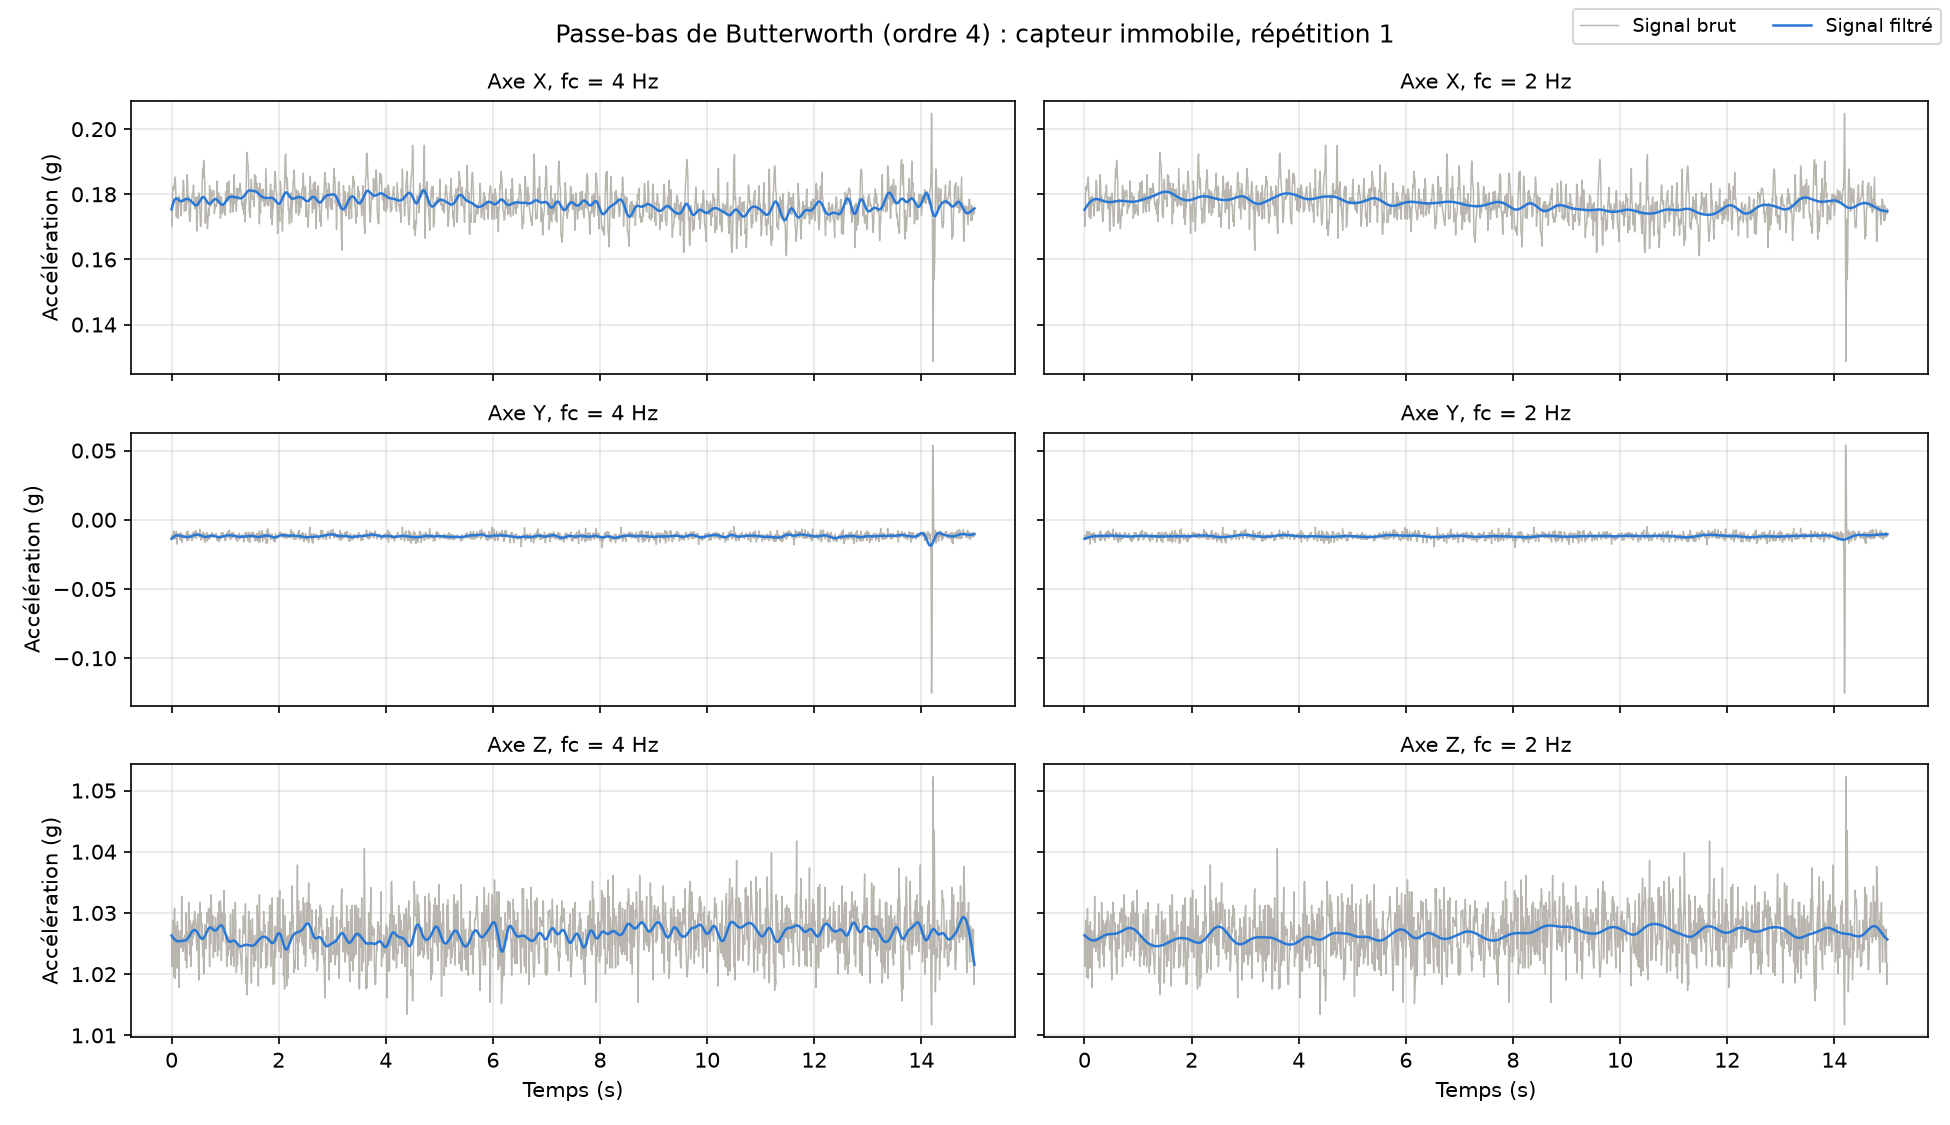 Passe-bas de Butterworth (ordre 4) : capteur immobile, répétition 1
Signal brut
Signal filtré
Axe X, fc = 4 Hz
Axe X, fc = 2 Hz
Accélération (g)
0.20
0.18
0.16
0.14
Axe Y, fc = 4 Hz
Axe Y, fc = 2 Hz
Accélération (g)
0.05
0.00
−0.05
−0.10
Axe Z, fc = 4 Hz
Axe Z, fc = 2 Hz
Accélération (g)
1.05
1.04
1.03
1.02
1.01
0 2 4 6 8 10 12 14
0 2 4 6 8 10 12 14
Temps (s)
Temps (s)